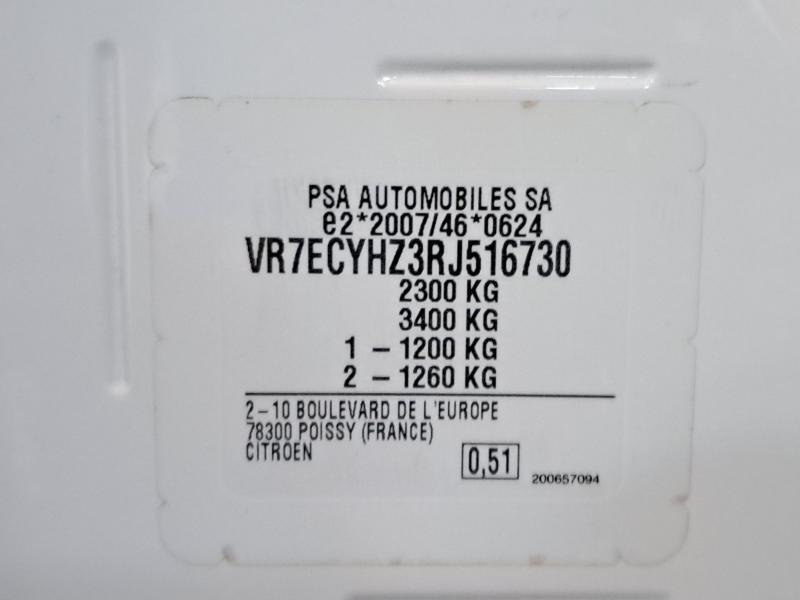 PSA AUTOMOBILES SA
e2*2007/46*0624
VR7ECYHZ3RJ516730
2300 KG
3400 KG
1 – 1200 KG
2 – 1260 KG
2–10 BOULEVARD DE L'EUROPE
78300 POISSY (FRANCE)
CITROEN
0,51
200657094